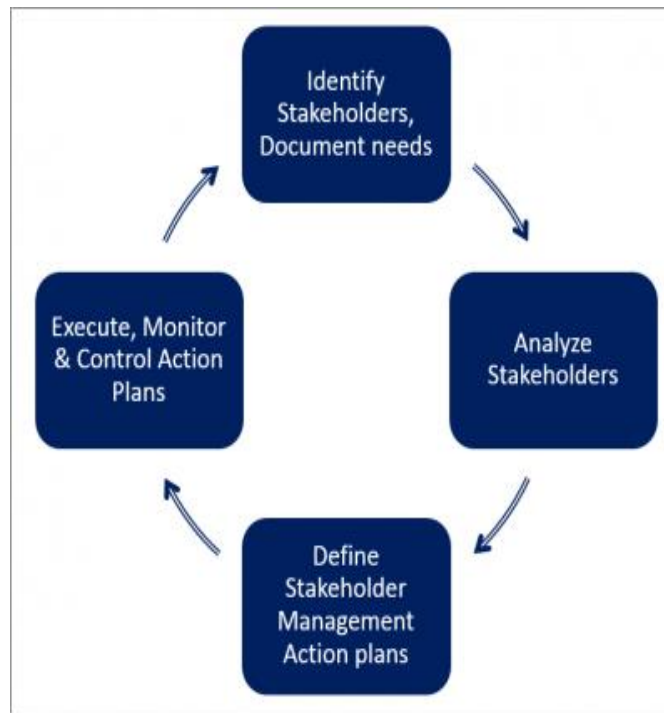 Identify
Stakeholders,
Document needs
Analyze
Stakeholders
Define
Stakeholder
Management
Action plans
Execute, Monitor
& Control Action
Plans